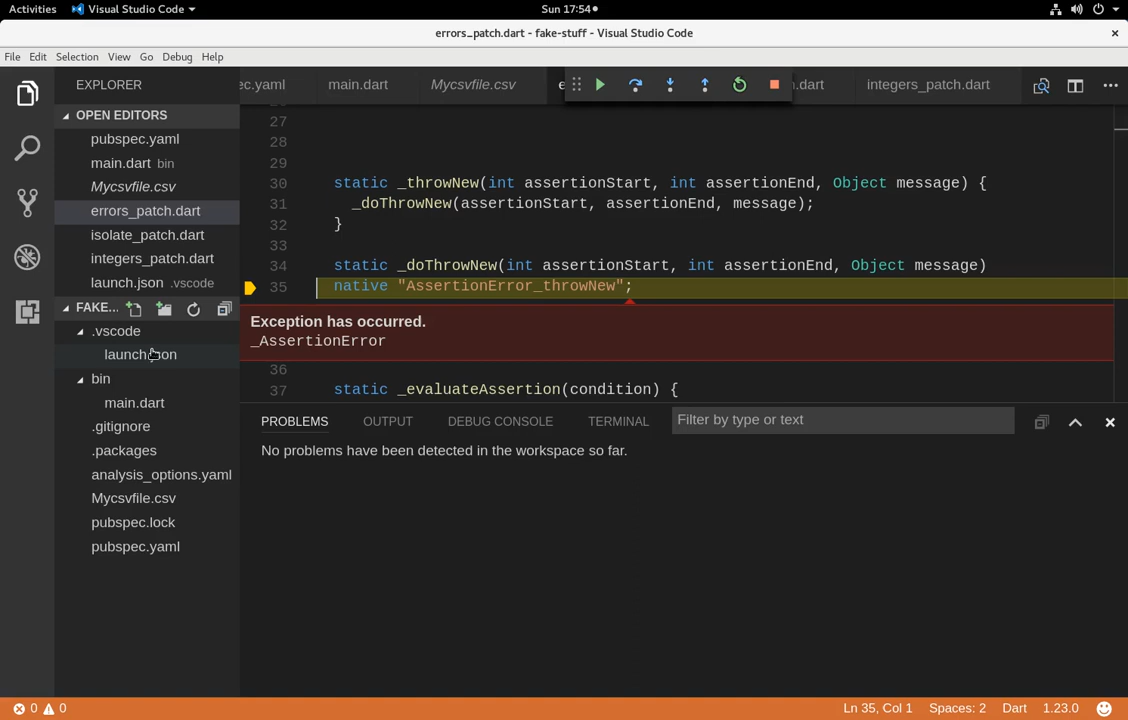 Activities Visual Studio Code Sun 17:54
errors_patch.dart - fake-stuff - Visual Studio Code
File Edit Selection View Go Debug Help
EXPLORER
OPEN EDITORS
pubspec.yaml
main.dart bin
Mycsvfile.csv
errors_patch.dart
isolate_patch.dart
integers_patch.dart
launch.json .vscode
FAKE...
.vscode
launch.json
bin
main.dart
.gitignore
.packages
analysis_options.yaml
Mycsvfile.csv
pubspec.lock
pubspec.yaml
ec.yaml main.dart Mycsvfile.csv .dart integers_patch.dart
27
28
29
30 static _throwNew(int assertionStart, int assertionEnd, Object message) {
31 _doThrowNew(assertionStart, assertionEnd, message);
32 }
33
34 static _doThrowNew(int assertionStart, int assertionEnd, Object message)
35 native "AssertionError_throwNew";
Exception has occurred.
_AssertionError
36
37 static _evaluateAssertion(condition) {
PROBLEMS OUTPUT DEBUG CONSOLE TERMINAL Filter by type or text
No problems have been detected in the workspace so far.
0 0 Ln 35, Col 1 Spaces: 2 Dart 1.23.0